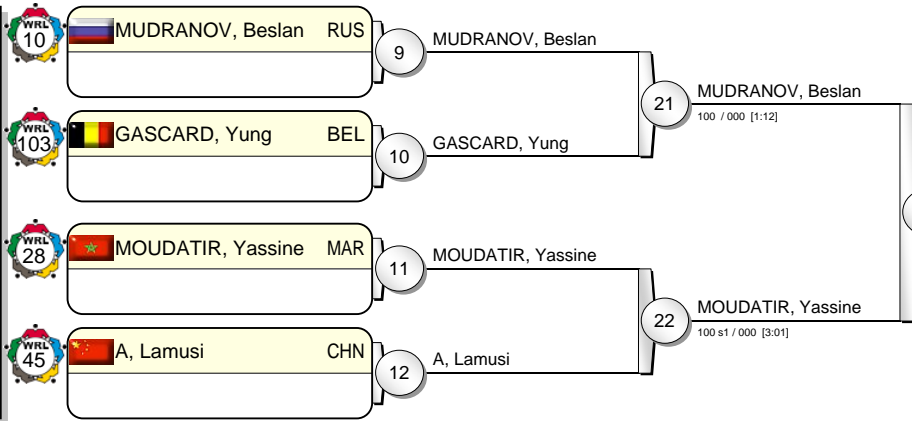 WRL
10
MUDRANOV, Beslan RUS
9
MUDRANOV, Beslan
21
MUDRANOV, Beslan
100 / 000 [1:12]
WRL
103
GASCARD, Yung BEL
10
GASCARD, Yung
WRL
28
MOUDATIR, Yassine MAR
11
MOUDATIR, Yassine
22
MOUDATIR, Yassine
100 s1 / 000 [3:01]
WRL
45
A, Lamusi CHN
12
A, Lamusi